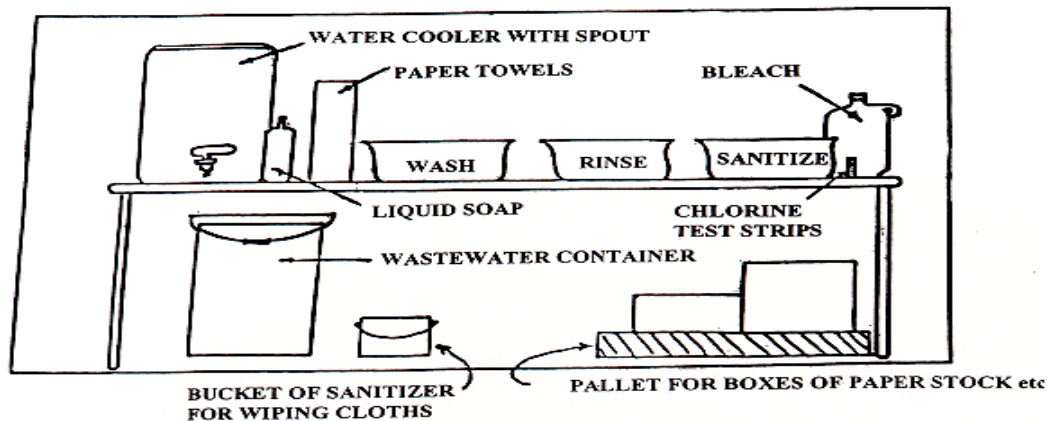 WATER COOLER WITH SPOUT
PAPER TOWELS
BLEACH
WASH
RINSE
SANITIZE
LIQUID SOAP
CHLORINE
TEST STRIPS
WASTEWATER CONTAINER
BUCKET OF SANITIZER
FOR WIPING CLOTHS
PALLET FOR BOXES OF PAPER STOCK etc